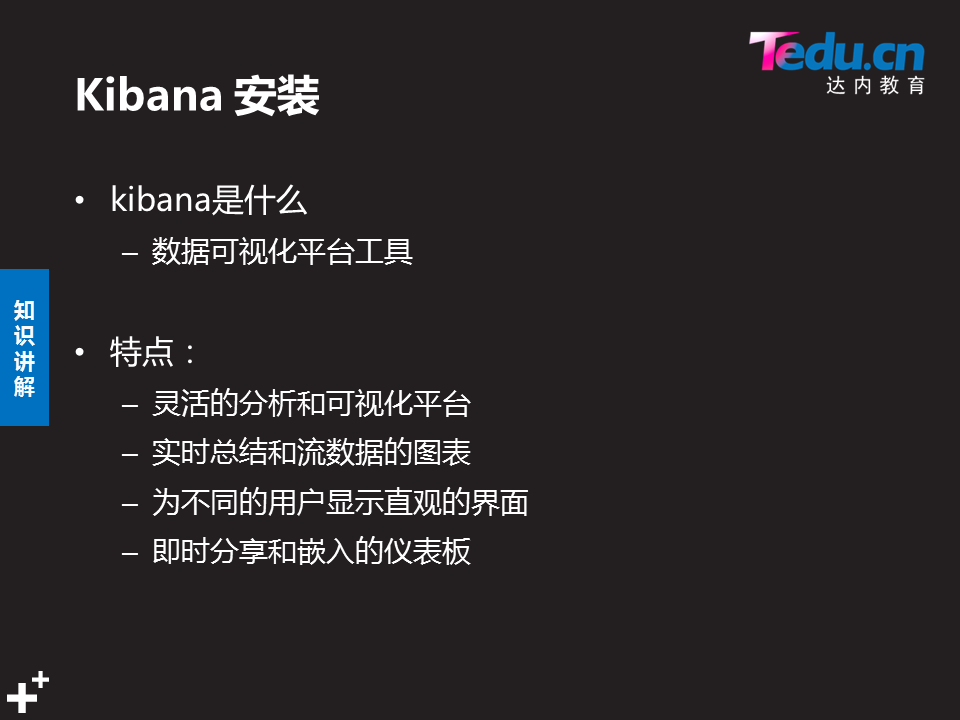 Tedu.cn
达内教育
Kibana 安装
• kibana是什么
– 数据可视化平台工具
知识讲解
• 特点：
– 灵活的分析和可视化平台
– 实时总结和流数据的图表
– 为不同的用户显示直观的界面
– 即时分享和嵌入的仪表板